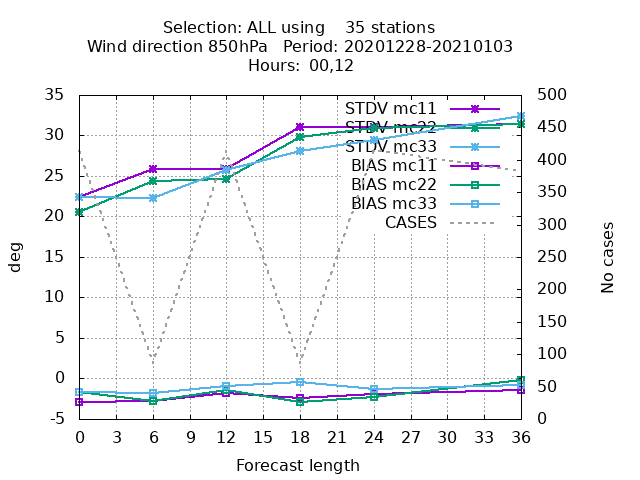 Selection: ALL using    35 stations
Wind direction 850hPa   Period: 20201228-20210103
Hours:  00,12
35
30
25
20
15
10
5
0
-5
500
450
400
350
300
250
200
150
100
50
0
STDV mc11
STDV mc22
STDV mc33
BIAS mc11
BIAS mc22
BIAS mc33
CASES
deg
No cases
0 3 6 9 12 15 18 21 24 27 30 33 36
Forecast length